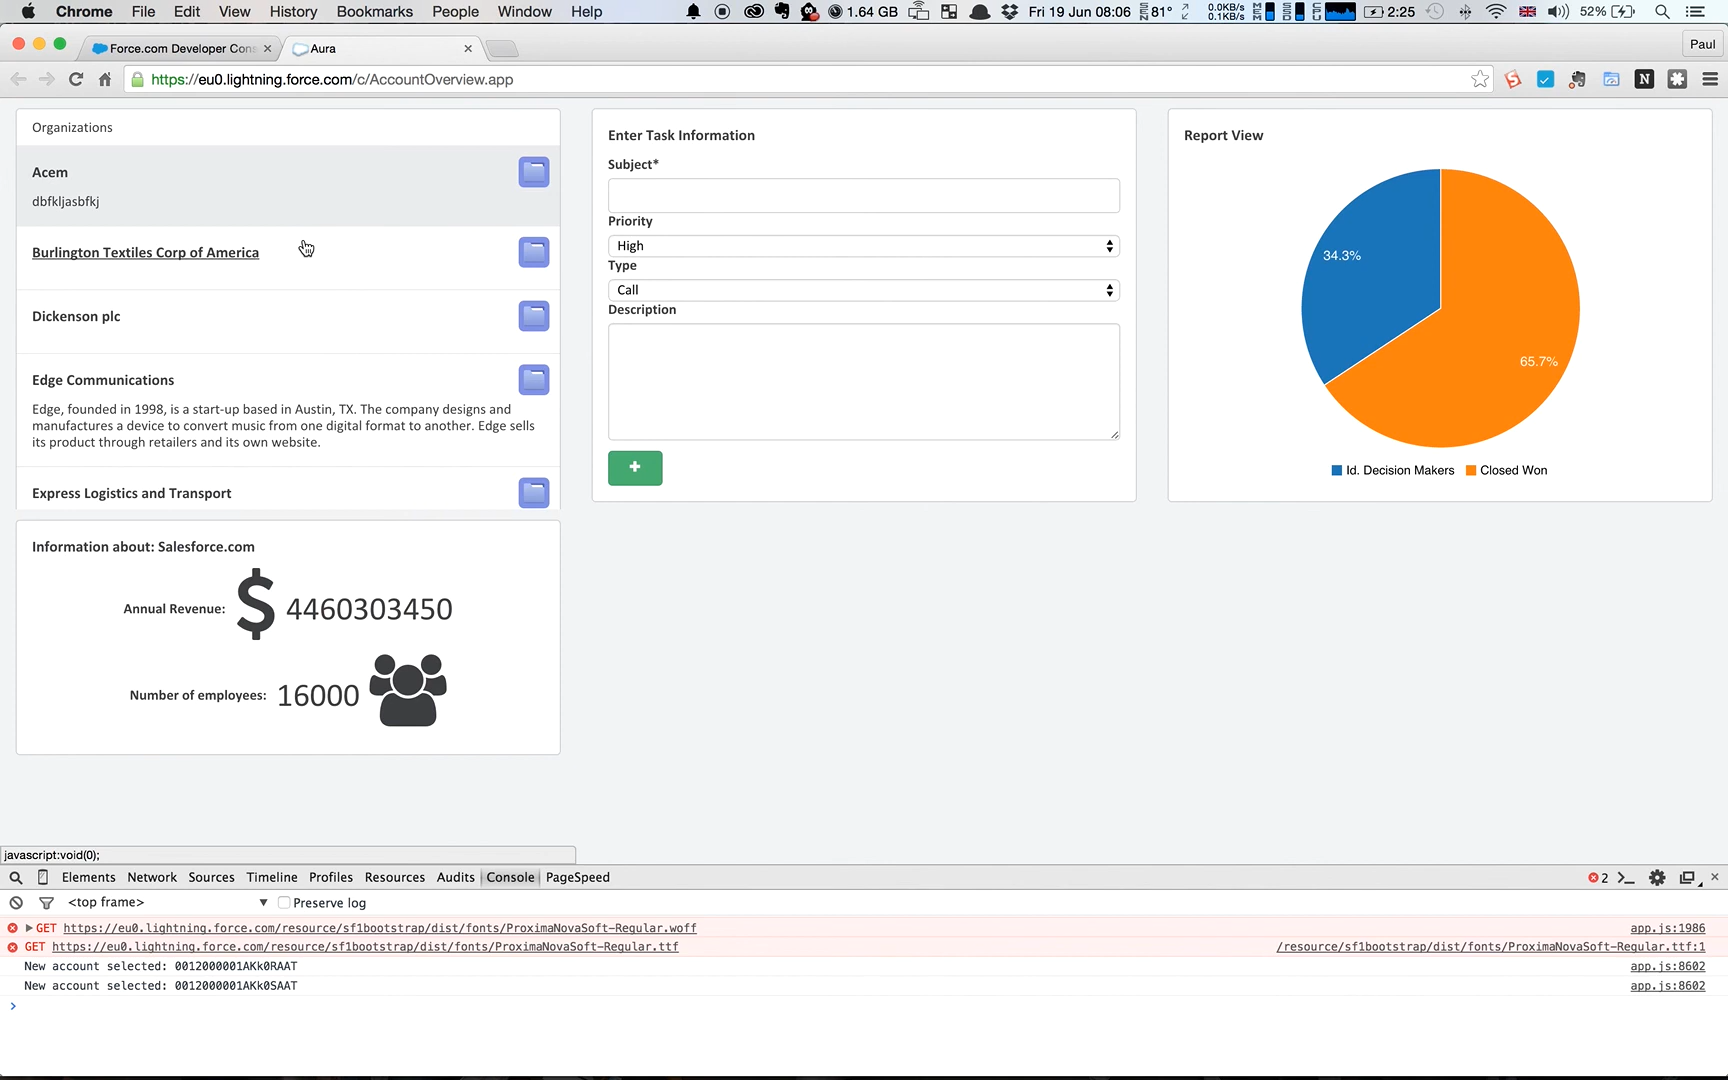 Chrome File Edit View History Bookmarks People Window Help 1.64 GB Fri 19 Jun 08:06 81° 0.0KB/s 0.1KB/s 2:25 52%
Force.com Developer Cons Aura Paul
https://eu0.lightning.force.com/c/AccountOverview.app
Organizations
Acem
dbfkljasbfkj
Burlington Textiles Corp of America
Dickenson plc
Edge Communications
Edge, founded in 1998, is a start-up based in Austin, TX. The company designs and
manufactures a device to convert music from one digital format to another. Edge sells
its product through retailers and its own website.
Express Logistics and Transport
Information about: Salesforce.com
Annual Revenue: $ 4460303450
Number of employees: 16000
Enter Task Information
Subject*
Priority
High
Type
Call
Description
+
Report View
34.3%
65.7%
Id. Decision Makers Closed Won
javascript:void(0);
Elements Network Sources Timeline Profiles Resources Audits Console PageSpeed 2
<top frame> Preserve log
GET https://eu0.lightning.force.com/resource/sf1bootstrap/dist/fonts/ProximaNovaSoft-Regular.woff app.js:1986
GET https://eu0.lightning.force.com/resource/sf1bootstrap/dist/fonts/ProximaNovaSoft-Regular.ttf /resource/sf1bootstrap/dist/fonts/ProximaNovaSoft-Regular.ttf:1
New account selected: 0012000001AKk0RAAT app.js:8602
New account selected: 0012000001AKk0SAAT app.js:8602